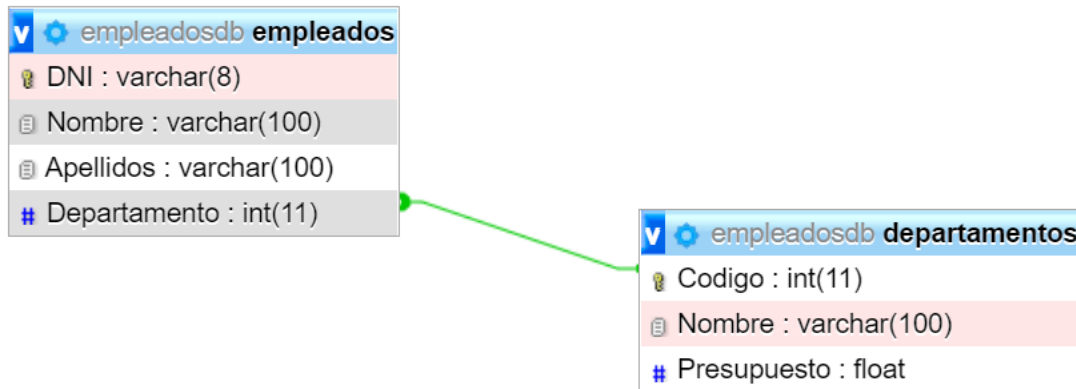 v empleadosdb empleados
DNI : varchar(8)
Nombre : varchar(100)
Apellidos : varchar(100)
# Departamento : int(11)
v empleadosdb departamentos
Codigo : int(11)
Nombre : varchar(100)
# Presupuesto : float